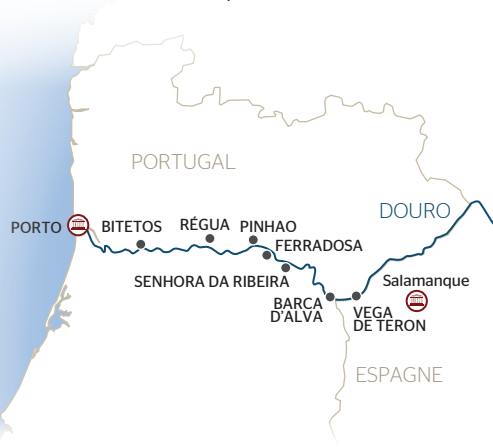 PORTUGAL
DOURO
PORTO
BITETOS
RÉGUA
PINHAO
FERRADOSA
SENHORA DA RIBEIRA
Salamanque
BARCA
D'ALVA
VEGA
DE TERON
ESPAGNE